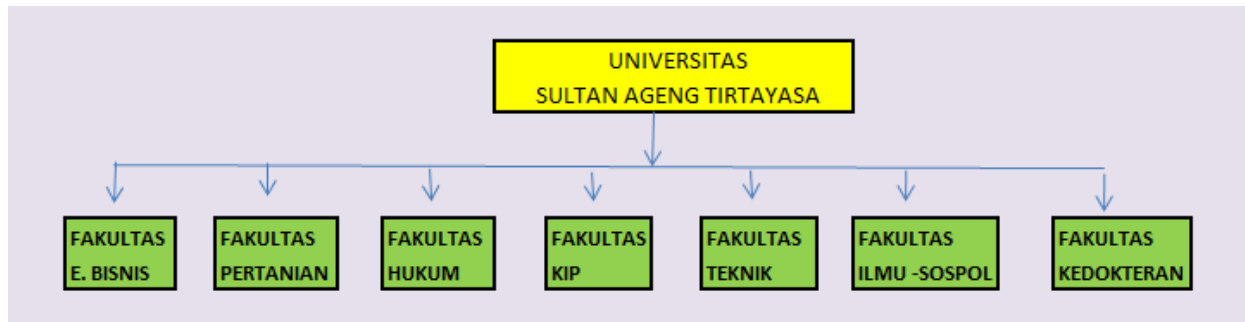 UNIVERSITAS
SULTAN AGENG TIRTAYASA
FAKULTAS
E. BISNIS
FAKULTAS
PERTANIAN
FAKULTAS
HUKUM
FAKULTAS
KIP
FAKULTAS
TEKNIK
FAKULTAS
ILMU -SOSPOL
FAKULTAS
KEDOKTERAN